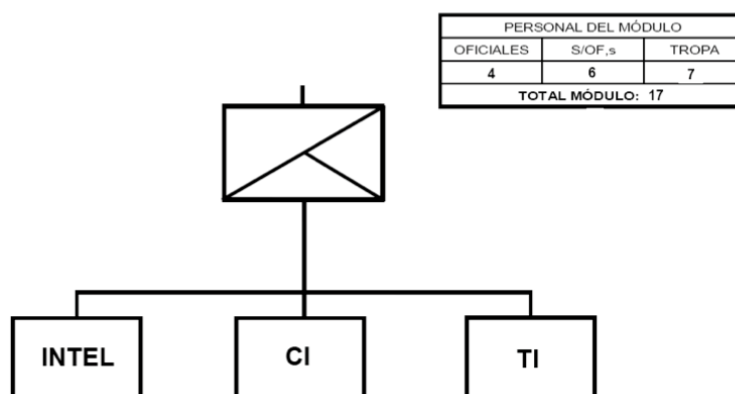 PERSONAL DEL MÓDULO
OFICIALES S/OF,s TROPA
4 6 7
TOTAL MÓDULO: 17
INTEL CI TI